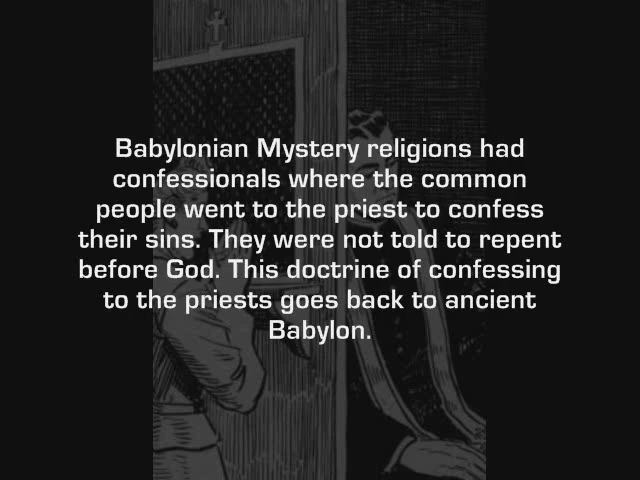 Babylonian Mystery religions had
confessionals where the common
people went to the priest to confess
their sins. They were not told to repent
before God. This doctrine of confessing
to the priests goes back to ancient
Babylon.